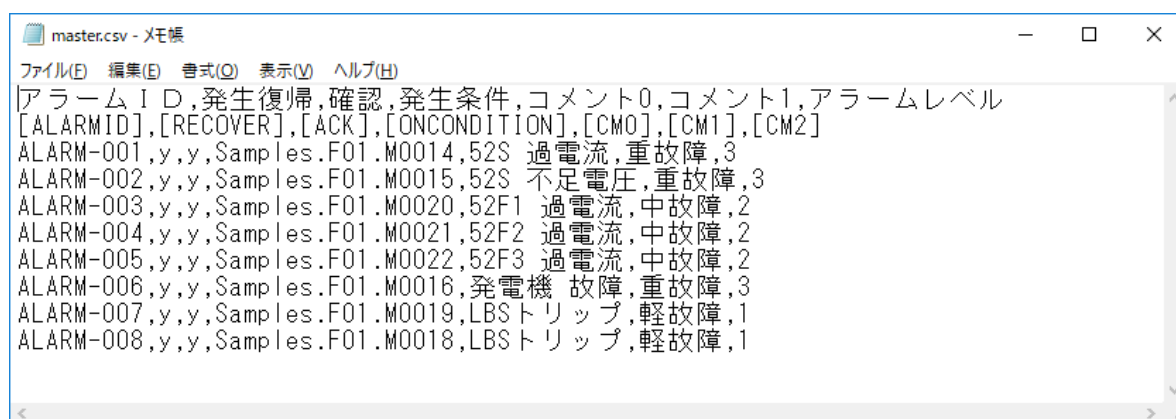 master.csv - メモ帳
ファイル(F) 編集(E) 書式(O) 表示(V) ヘルプ(H)
アラームＩＤ,発生復帰,確認,発生条件,コメント0,コメント1,アラームレベル
[ALARMID],[RECOVER],[ACK],[ONCONDITION],[CM0],[CM1],[CM2]
ALARM-001,y,y,Samples.F01.M0014,52S 過電流,重故障,3
ALARM-002,y,y,Samples.F01.M0015,52S 不足電圧,重故障,3
ALARM-003,y,y,Samples.F01.M0020,52F1 過電流,中故障,2
ALARM-004,y,y,Samples.F01.M0021,52F2 過電流,中故障,2
ALARM-005,y,y,Samples.F01.M0022,52F3 過電流,中故障,2
ALARM-006,y,y,Samples.F01.M0016,発電機 故障,重故障,3
ALARM-007,y,y,Samples.F01.M0019,LBSトリップ,軽故障,1
ALARM-008,y,y,Samples.F01.M0018,LBSトリップ,軽故障,1